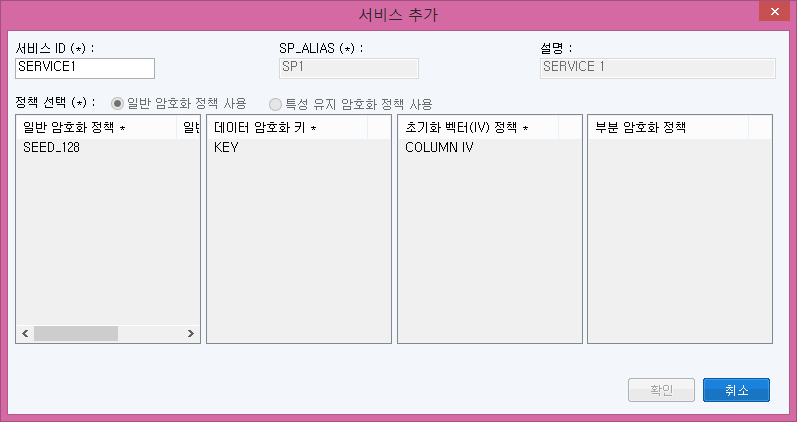 서비스 추가
서비스 ID (*) : SP_ALIAS (*) : 설명 :
SERVICE1 SP1 SERVICE 1
정책 선택 (*) : 일반 암호화 정책 사용 특성 유지 암호화 정책 사용
일반 암호화 정책 * 일반 데이터 암호화 키 * 초기화 벡터(IV) 정책 * 부분 암호화 정책
SEED_128 KEY COLUMN IV
확인 취소